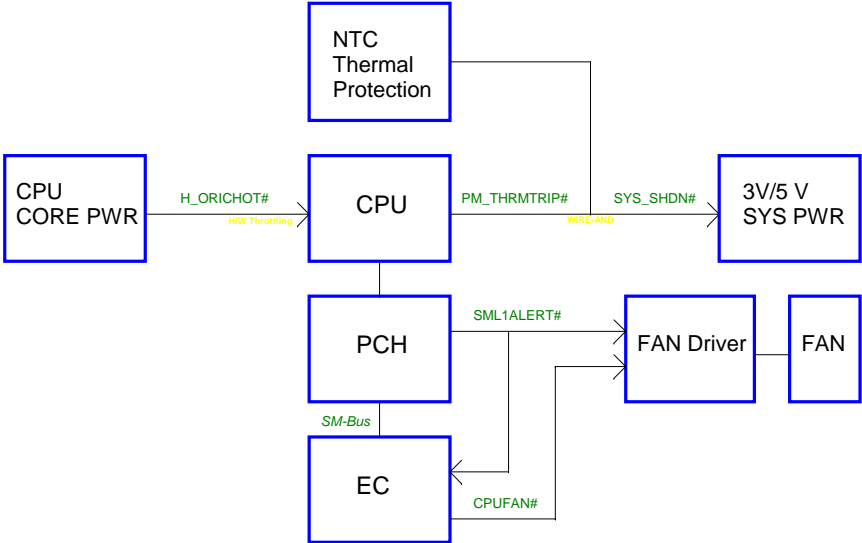 NTC
Thermal
Protection
CPU
CORE PWR
H_ORICHOT#
H/W Throttling
CPU
PM_THRMTRIP#
WIRE-AND
SYS_SHDN#
3V/5 V
SYS PWR
PCH
SML1ALERT#
FAN Driver
FAN
SM-Bus
EC
CPUFAN#